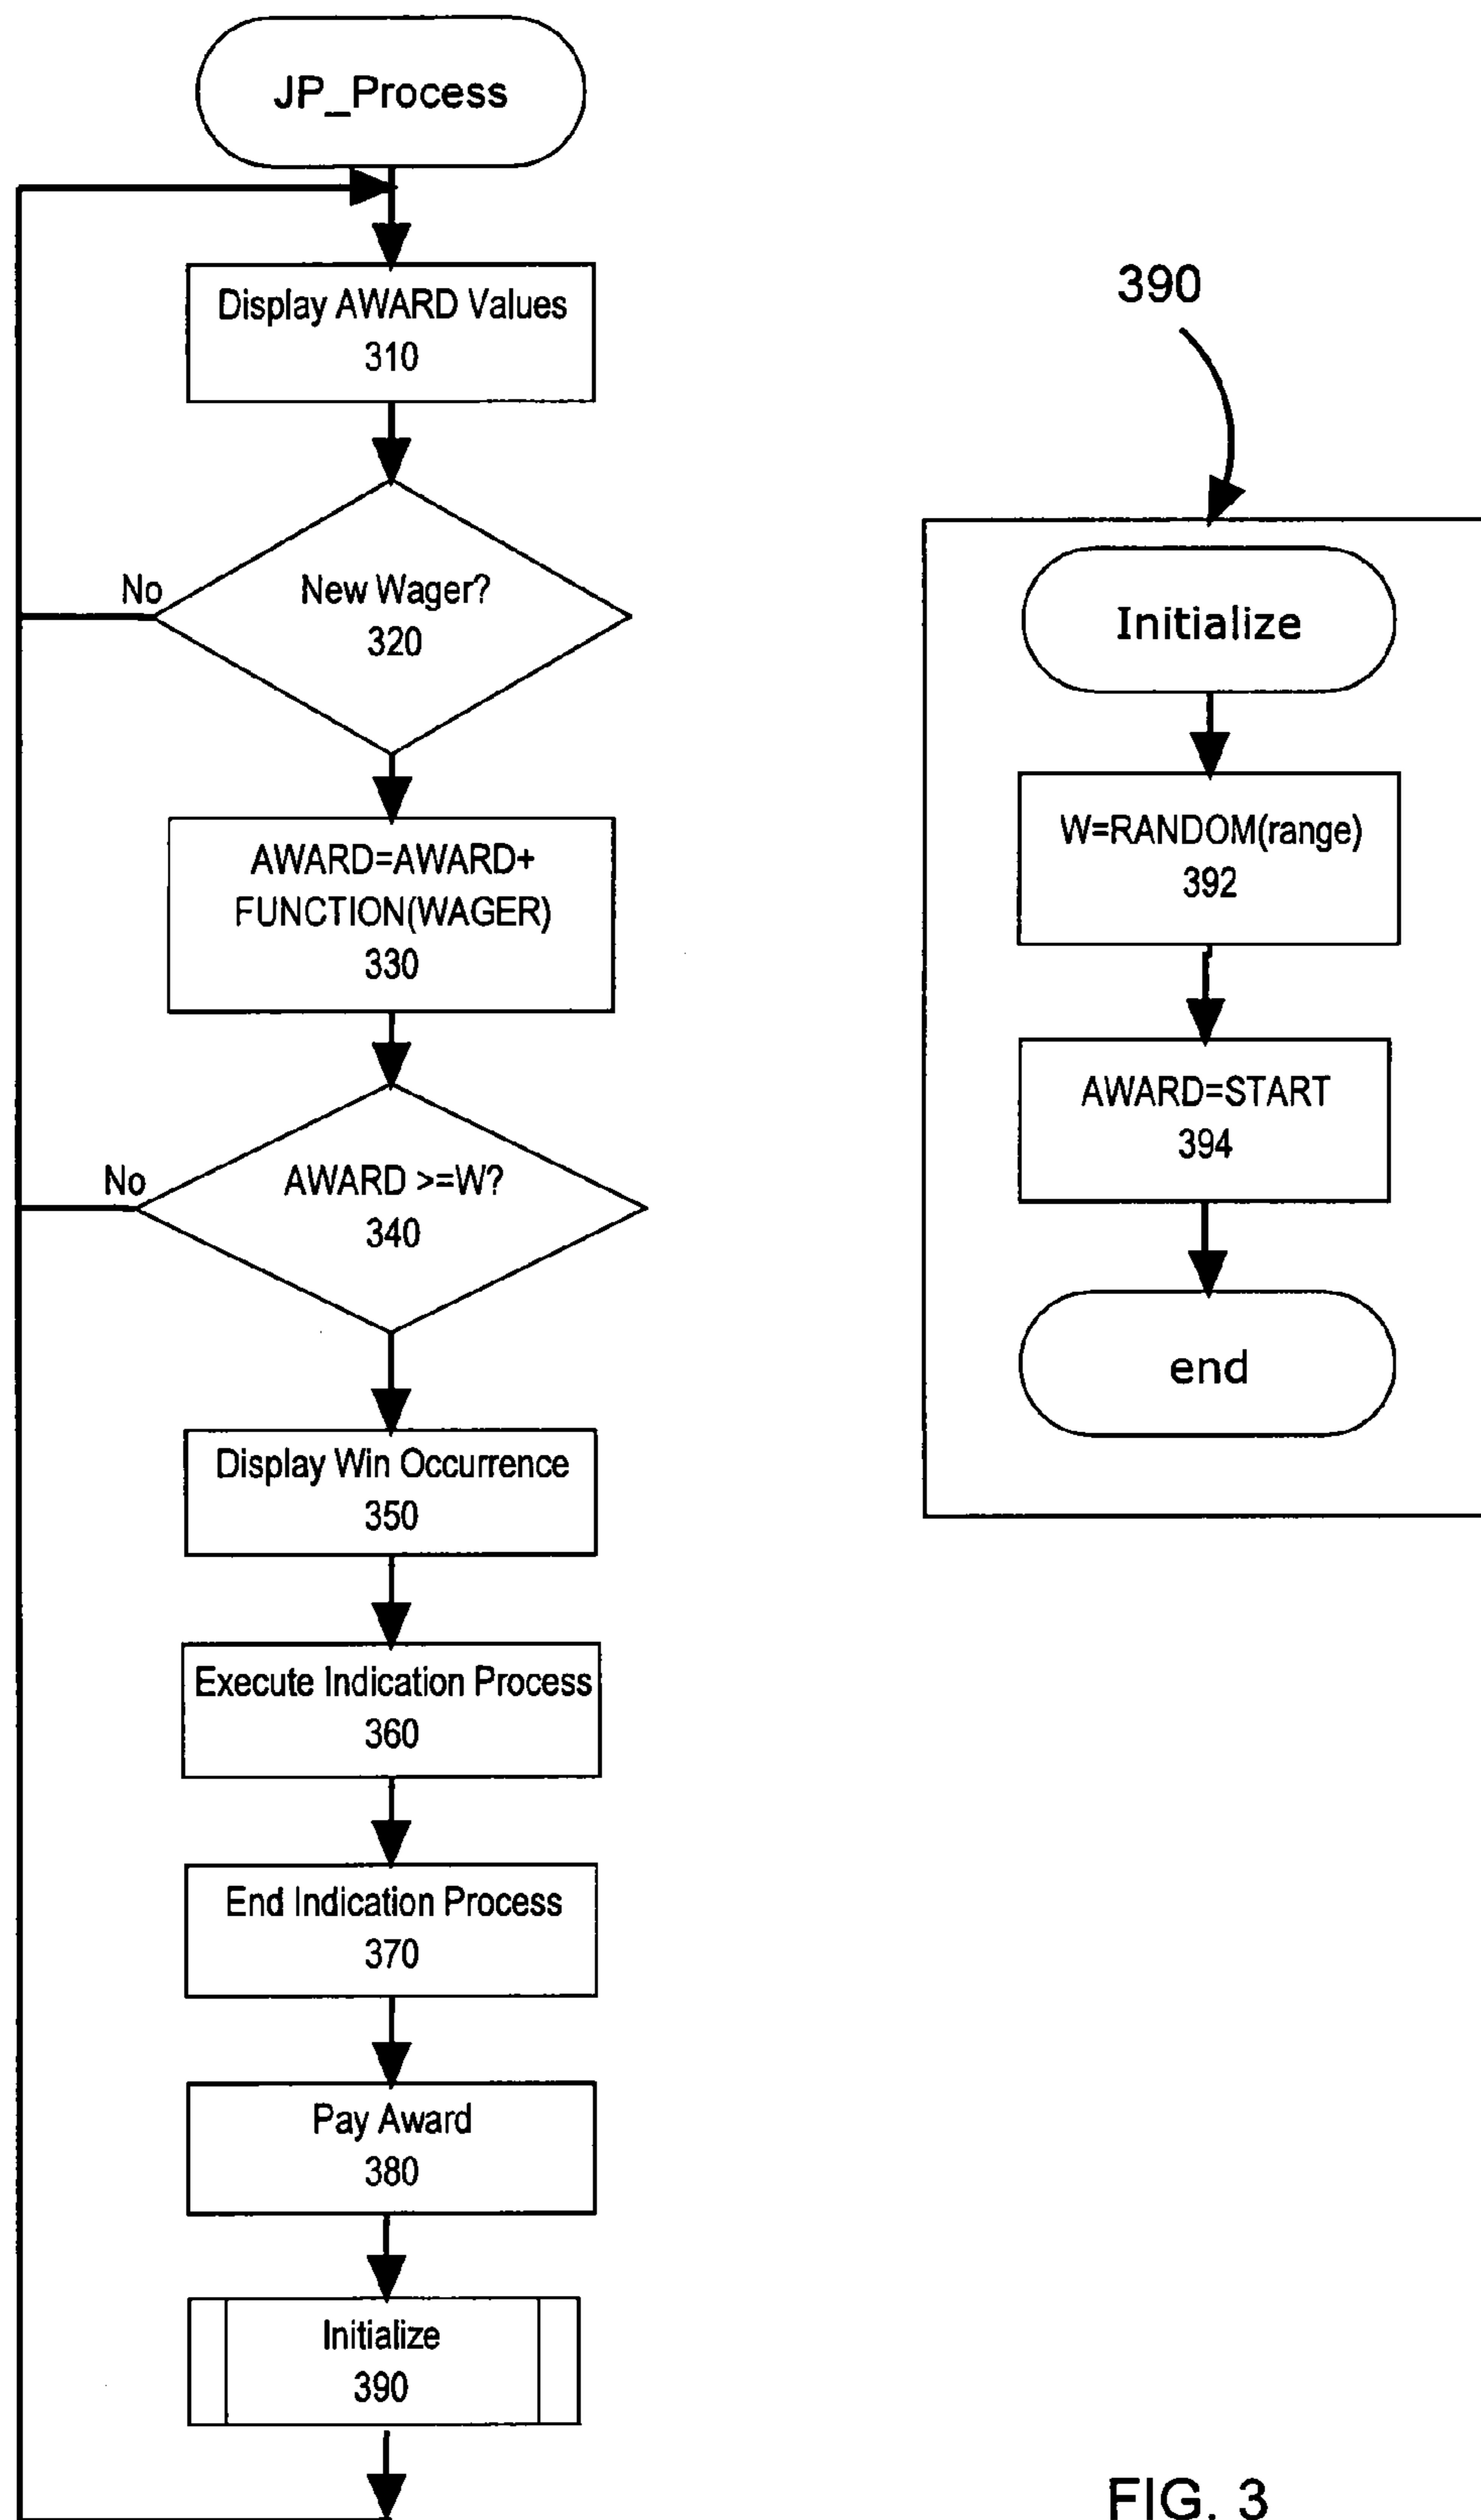 JP_Process
Display AWARD Values
310
No
New Wager?
320
AWARD=AWARD+
FUNCTION(WAGER)
330
No
AWARD >=W?
340
Display Win Occurrence
350
Execute Indication Process
360
End Indication Process
370
Pay Award
380
Initialize
390
390
Initialize
W=RANDOM(range)
392
AWARD=START
394
end
FIG. 3